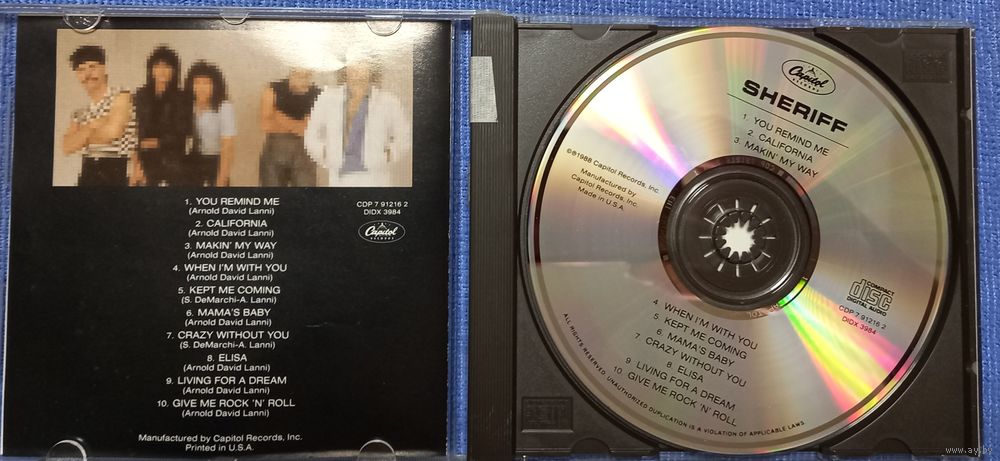 1. YOU REMIND ME
(Arnold David Lanni)
2. CALIFORNIA
(Arnold David Lanni)
3. MAKIN' MY WAY
(Arnold David Lanni)
4. WHEN I'M WITH YOU
(Arnold David Lanni)
5. KEPT ME COMING
(S. DeMarchi-A. Lanni)
6. MAMA'S BABY
(Arnold David Lanni)
7. CRAZY WITHOUT YOU
(S. DeMarchi-A. Lanni)
8. ELISA
(Arnold David Lanni)
9. LIVING FOR A DREAM
(Arnold David Lanni)
10. GIVE ME ROCK 'N' ROLL
(Arnold David Lanni)
CDP 7 91216 2
DIDX 3984
Capitol
RECORDS
Manufactured by Capitol Records, Inc.
Printed in U.S.A.
Capitol
RECORDS
SHERIFF
1. YOU REMIND ME
2. CALIFORNIA
3. MAKIN' MY WAY
©℗1988 Capitol Records, Inc.
Manufactured by
Capitol Records, Inc.
Made in U.S.A.
COMPACT
disc
DIGITAL AUDIO
CDP 7 91216 2
DIDX 3984
4. WHEN I'M WITH YOU
5. KEPT ME COMING
6. MAMA'S BABY
7. CRAZY WITHOUT YOU
8. ELISA
9. LIVING FOR A DREAM
10. GIVE ME ROCK 'N' ROLL
ALL RIGHTS RESERVED. UNAUTHORIZED DUPLICATION IS A VIOLATION OF APPLICABLE LAWS.
www.ay.by